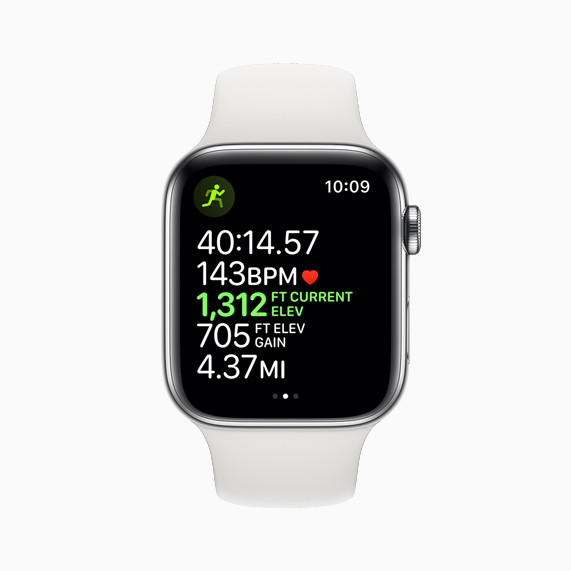 10:09
40:14.57
143BPM
1,312 FT CURRENT
ELEV
705 FT ELEV
GAIN
4.37MI